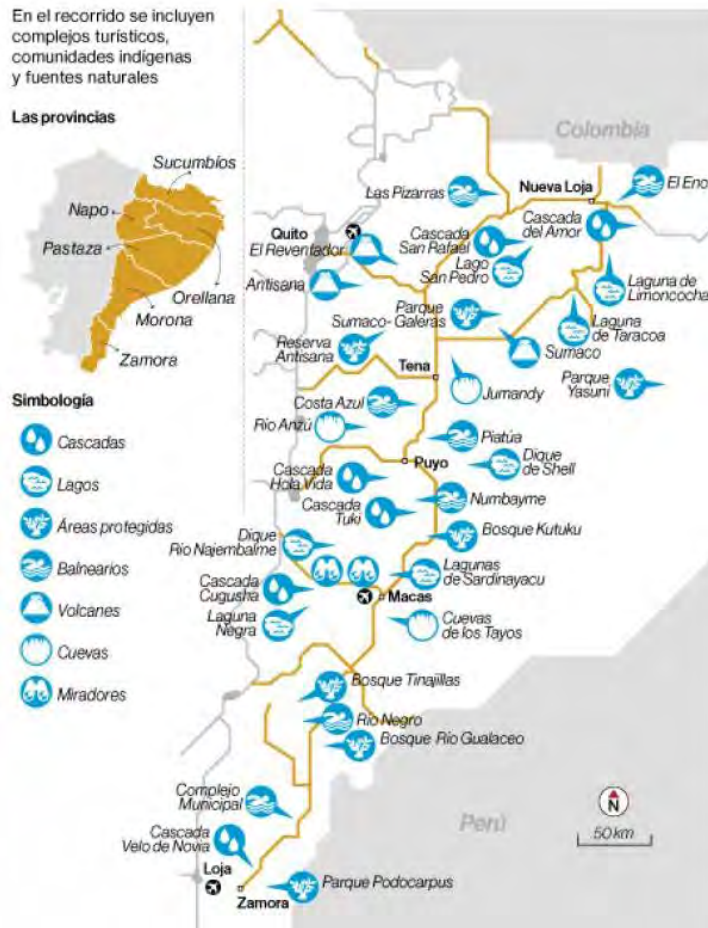 En el recorrido se incluyen
complejos turísticos,
comunidades indígenas
y fuentes naturales
Las provincias
Sucumbíos
Napo
Pastaza
Orellana
Morona
Zamora
Simbología
Cascadas
Lagos
Áreas protegidas
Balnearios
Volcanes
Cuevas
Miradores
Colombia
Las Pizarras
Nueva Loja
El Eno
Quito
El Reventador
Cascada
San Rafael
Cascada
del Amor
Lago
San Pedro
Antisana
Laguna de
Limoncocha
Parque
Sumaco-Galeras
Laguna
de Taracoa
Reserva
Antisana
Sumaco
Tena
Jumandy
Parque
Yasuní
Costa Azul
Río Anzú
Piatúa
Puyo
Dique
de Shell
Cascada
Hola Vida
Numbayme
Cascada
Tuki
Bosque Kutuku
Dique
Río Najembaime
Lagunas
de Sardinayacu
Cascada
Cugusha
Macas
Laguna
Negra
Cuevas
de los Tayos
Bosque Tinajillas
Río Negro
Bosque Río Gualaceo
Complejo
Municipal
Perú
N
50 km
Cascada
Velo de Novia
Loja
Zamora
Parque Podocarpus